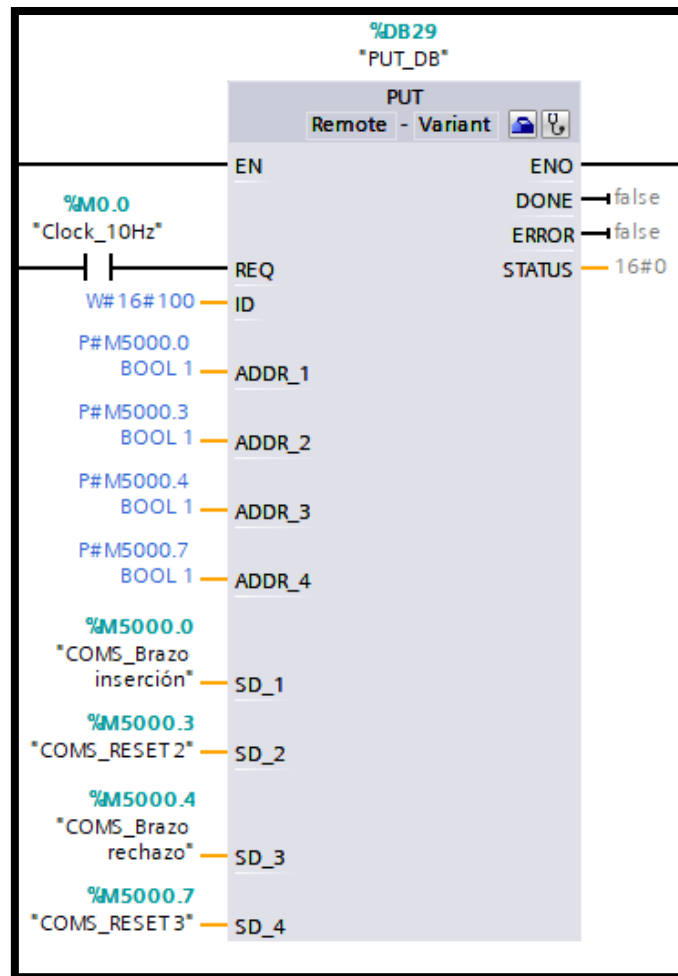 %DB29
"PUT_DB"
PUT
Remote - Variant
EN ENO
DONE false
%M0.0
"Clock_10Hz"
ERROR false
REQ STATUS 16#0
W#16#100 ID
P#M5000.0
BOOL 1 ADDR_1
P#M5000.3
BOOL 1 ADDR_2
P#M5000.4
BOOL 1 ADDR_3
P#M5000.7
BOOL 1 ADDR_4
%M5000.0
"COMS_Brazo
inserción" SD_1
%M5000.3
"COMS_RESET2" SD_2
%M5000.4
"COMS_Brazo
rechazo" SD_3
%M5000.7
"COMS_RESET3" SD_4